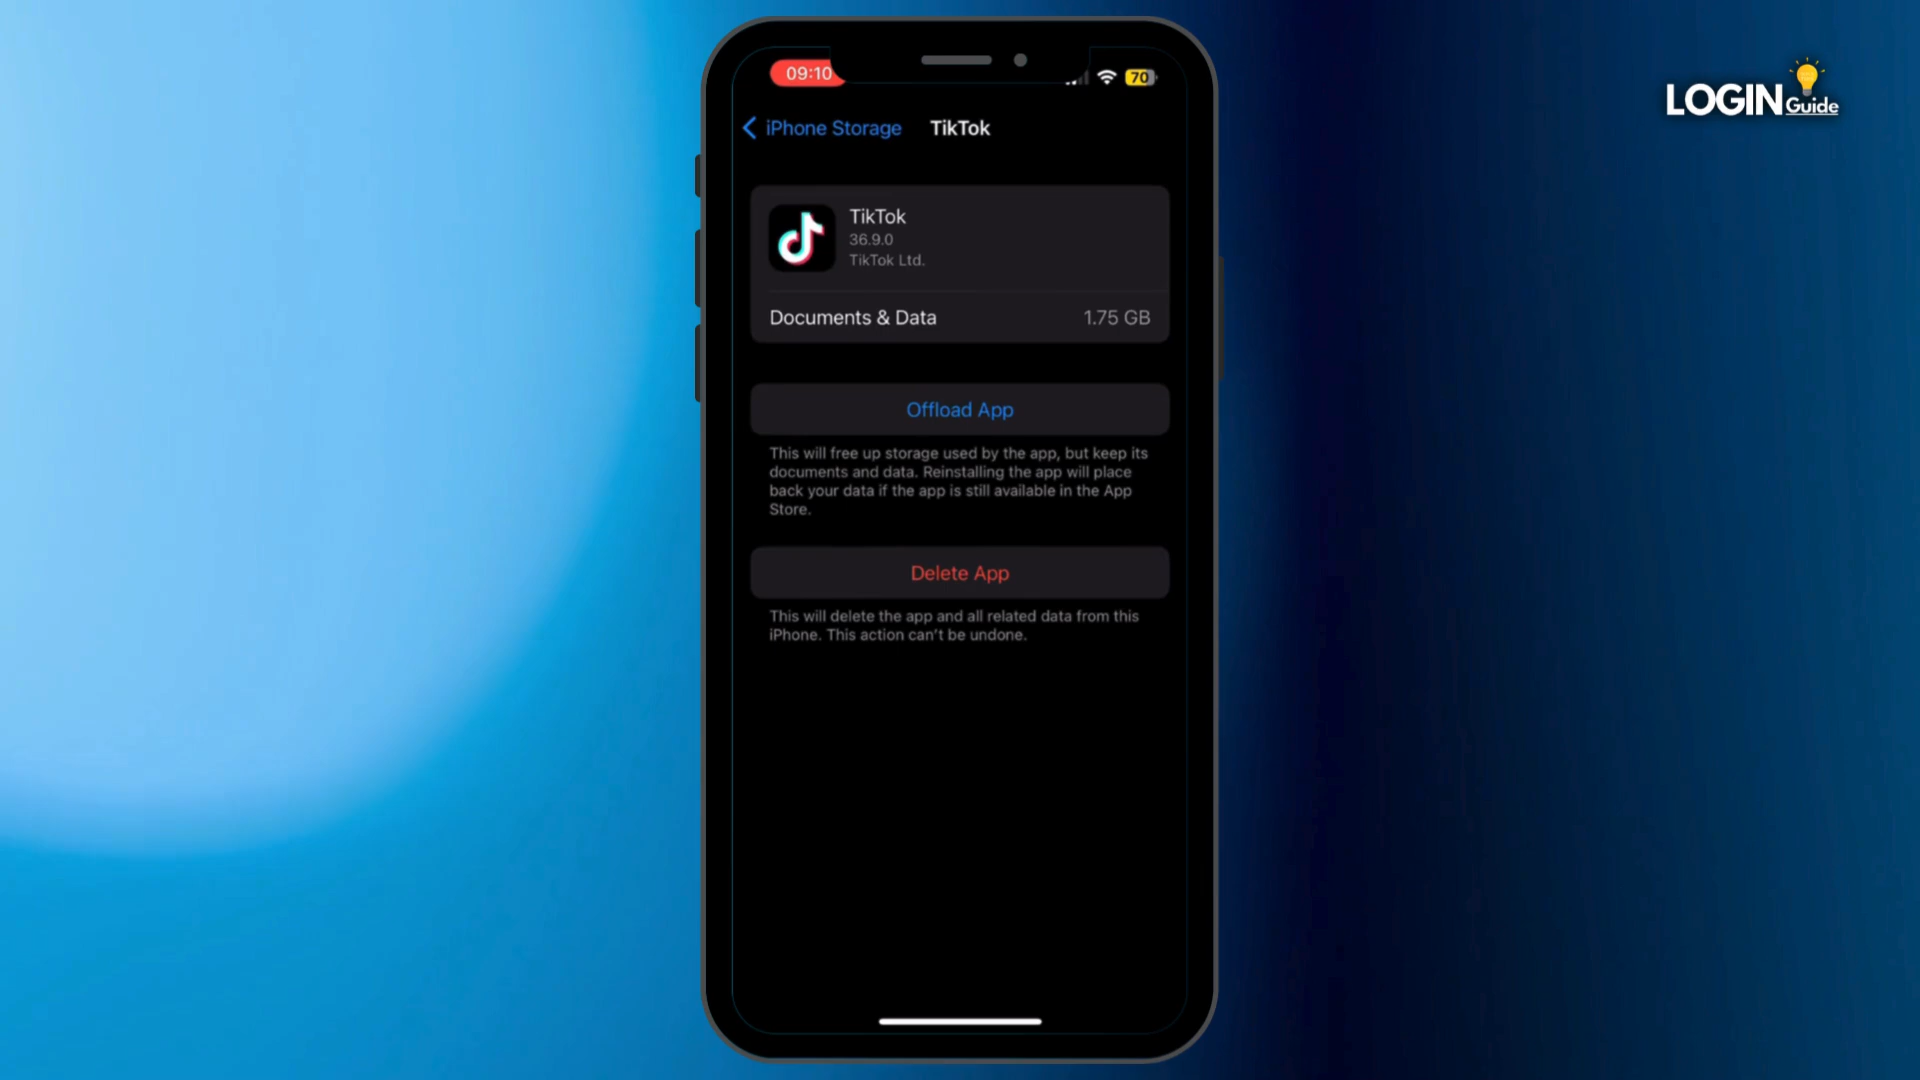 09:10
70
LOGIN Guide
iPhone Storage TikTok
TikTok
36.9.0
TikTok Ltd.
Documents & Data 1.75 GB
Offload App
This will free up storage used by the app, but keep its
documents and data. Reinstalling the app will place
back your data if the app is still available in the App
Store.
Delete App
This will delete the app and all related data from this
iPhone. This action can't be undone.